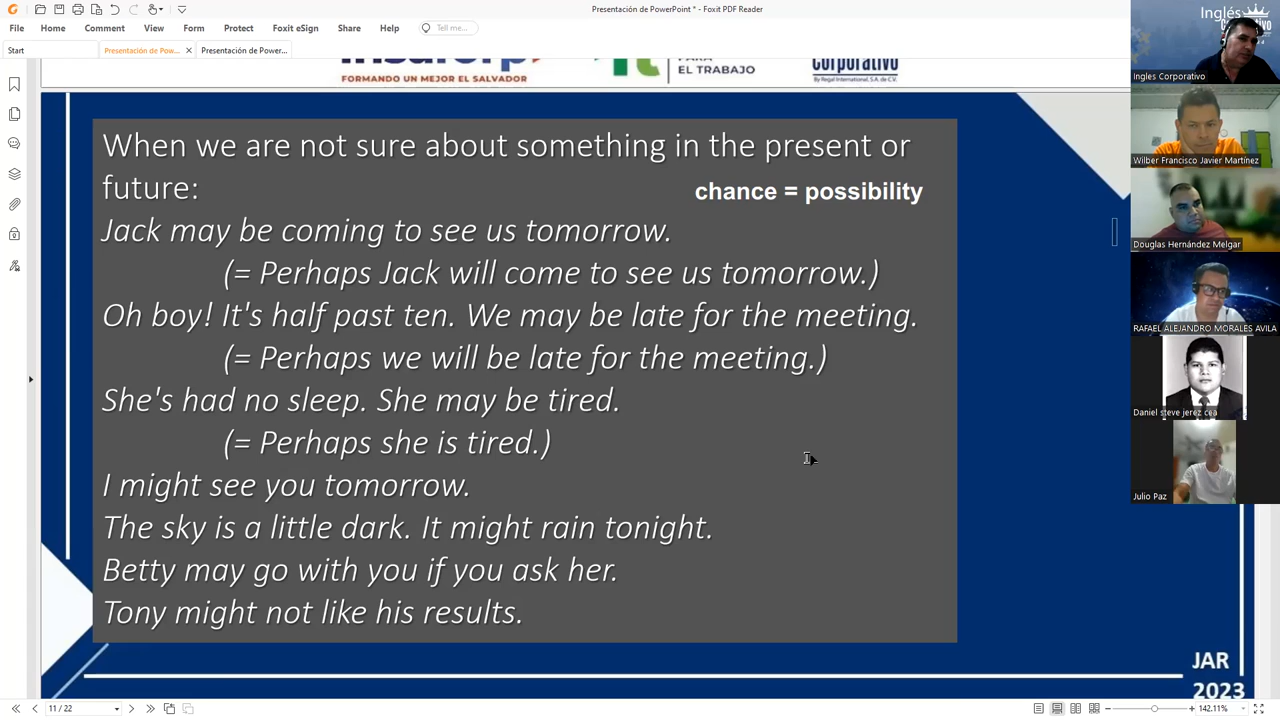 Presentación de PowerPoint * - Foxit PDF Reader
File Home Comment View Form Protect Foxit eSign Share Help Tell me...
Start Presentación de Pow... Presentación de Power...
FORMANDO UN MEJOR EL SALVADOR
EL TRABAJO
Corporativo
By Regal International, S.A. de C.V.
When we are not sure about something in the present or
future:
chance = possibility
Jack may be coming to see us tomorrow.
(= Perhaps Jack will come to see us tomorrow.)
Oh boy! It's half past ten. We may be late for the meeting.
(= Perhaps we will be late for the meeting.)
She's had no sleep. She may be tired.
(= Perhaps she is tired.)
I might see you tomorrow.
The sky is a little dark. It might rain tonight.
Betty may go with you if you ask her.
Tony might not like his results.
JAR
2023
Inglés
Ingles Corporativo
Wilber Francisco Javier Martínez
Douglas Hernández Melgar
RAFAEL ALEJANDRO MORALES AVILA
Daniel steve jerez cea
Julio Paz
11 / 22
142.11%